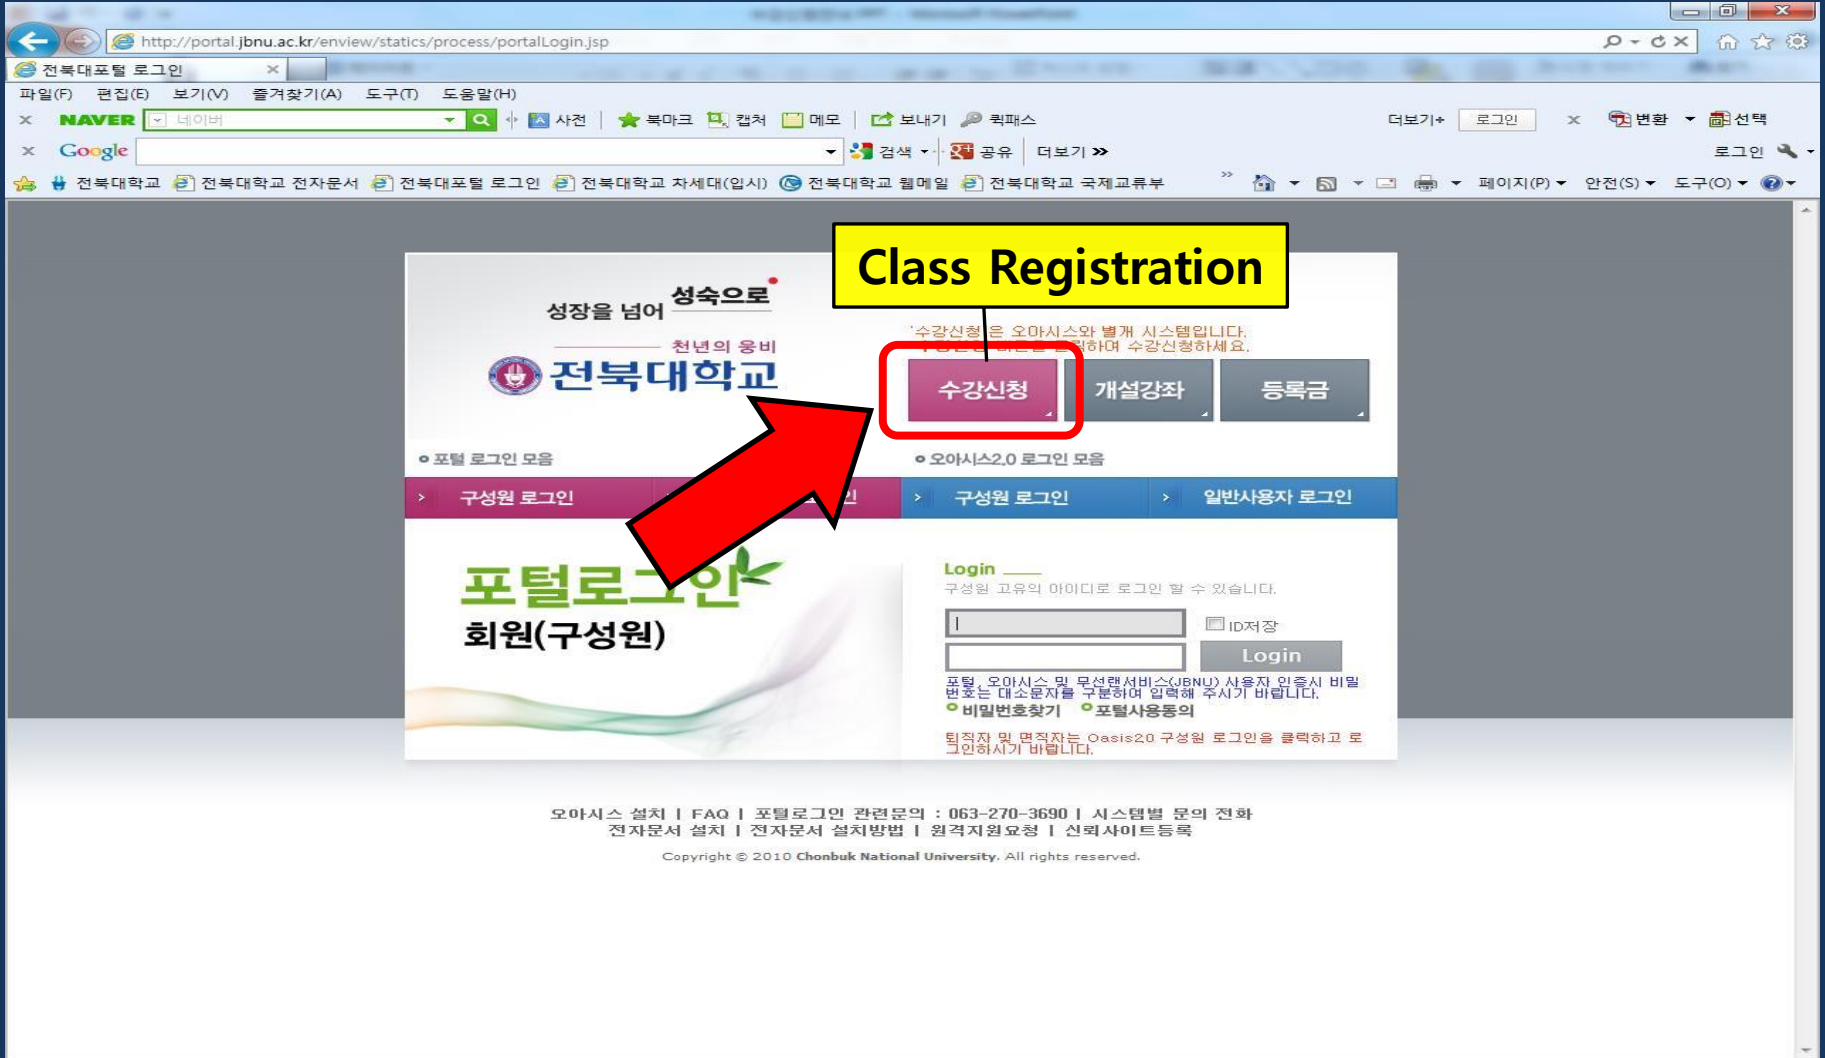 http://portal.jbnu.ac.kr/enview/statics/process/portalLogin.jsp
전북대포털 로그인
파일(F) 편집(E) 보기(V) 즐겨찾기(A) 도구(T) 도움말(H)
NAVER 네이버 사전 북마크 캡처 메모 보내기 퀵패스 더보기+ 로그인 변환 선택
Google 검색 공유 더보기 로그인
전북대학교 전북대학교 전자문서 전북대포털 로그인 전북대학교 차세대(입시) 전북대학교 웹메일 전북대학교 국제교류부 페이지(P) 안전(S) 도구(O)
Class Registration
성장을 넘어 성숙으로
천년의 웅비
전북대학교
'수강신청'은 오아시스와 별개 시스템입니다.
클릭하며 수강신청하세요.
수강신청 개설강좌 등록금
포털 로그인 모음
오아시스2.0 로그인 모음
구성원 로그인
구성원 로그인 일반사용자 로그인
포털로그인
회원(구성원)
Login
구성원 고유의 아이디로 로그인 할 수 있습니다.
ID저장
Login
포털, 오아시스 및 무선랜서비스(JBNU) 사용자 인증시 비밀
번호는 대소문자를 구분하여 입력해 주시기 바랍니다.
비밀번호찾기 포털사용동의
퇴직자 및 면직자는 Oasis20 구성원 로그인을 클릭하고 로
그인하시기 바랍니다.
오아시스 설치 | FAQ | 포털로그인 관련문의 : 063-270-3690 | 시스템별 문의 전화
전자문서 설치 | 전자문서 설치방법 | 원격지원요청 | 신뢰사이트등록
Copyright © 2010 Chonbuk National University. All rights reserved.